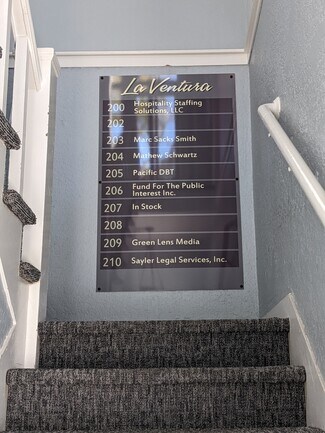 La Ventura
200 Hospitality Staffing
Solutions, LLC
202
203 Marc Sacks Smith
204 Mathew Schwartz
205 Pacific DBT
206 Fund For The Public
Interest Inc.
207 In Stock
208
209 Green Lens Media
210 Sayler Legal Services, Inc.